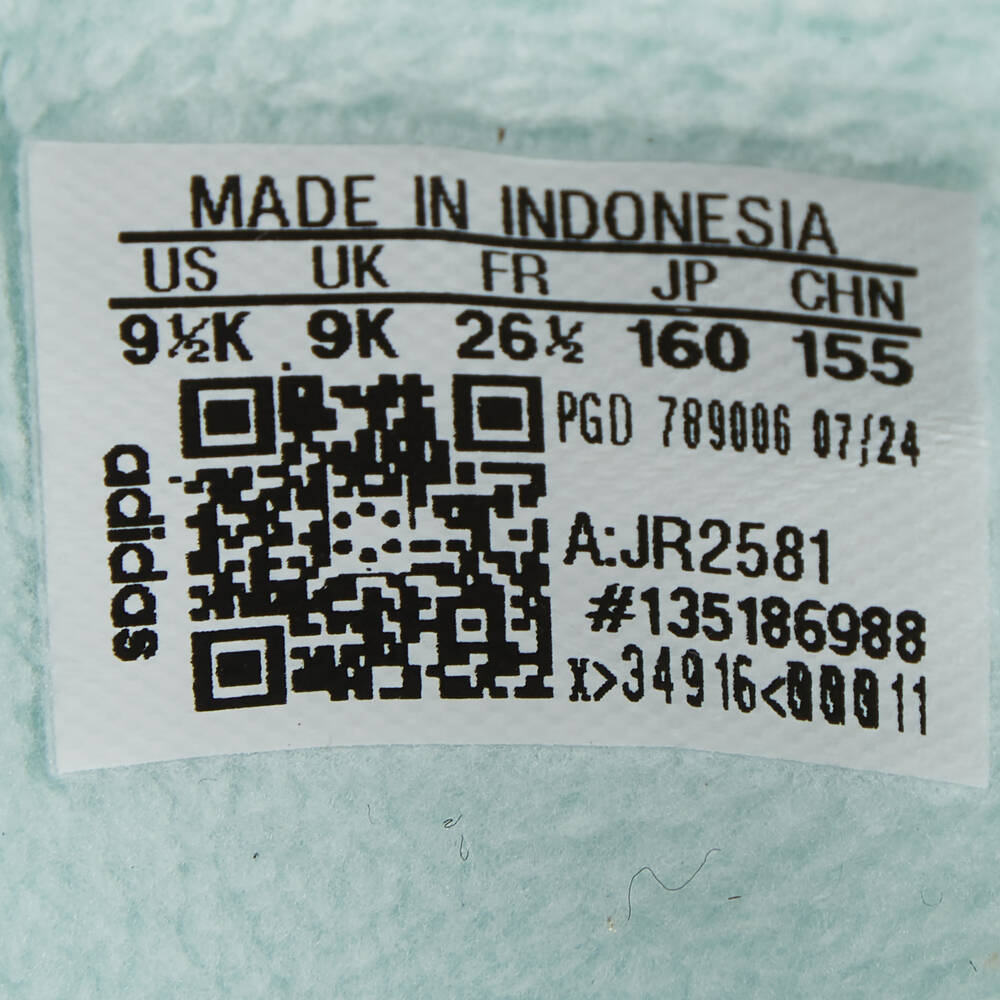 MADE IN INDONESIA
US UK FR JP CHN
9½K 9K 26½ 160 155
PGD 789006 07/24
adidas
A:JR2581
#135186988
x>34916<00011